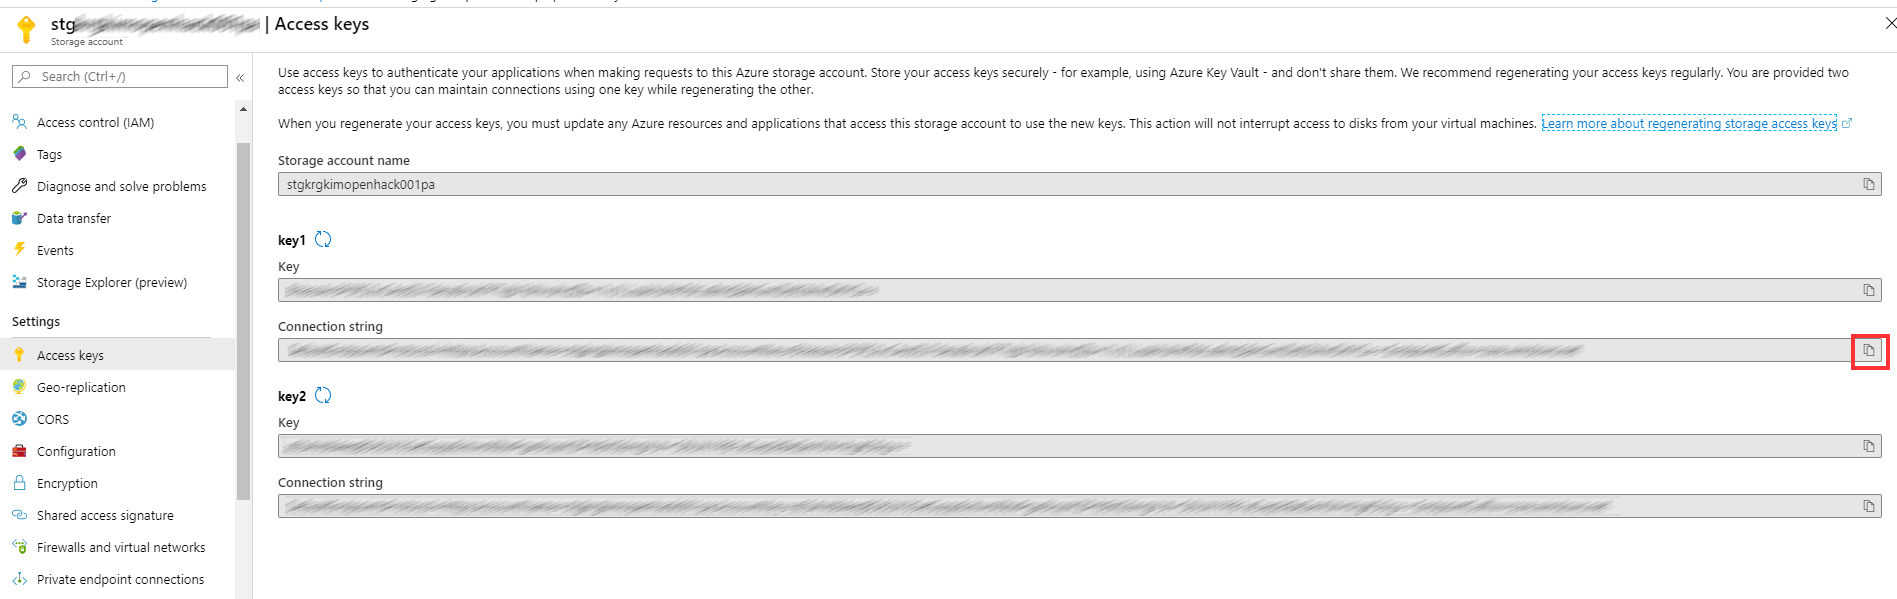 stg | Access keys
Storage account
Search (Ctrl+/)
«
Access control (IAM)
Tags
Diagnose and solve problems
Data transfer
Events
Storage Explorer (preview)
Settings
Access keys
Geo-replication
CORS
Configuration
Encryption
Shared access signature
Firewalls and virtual networks
Private endpoint connections
Use access keys to authenticate your applications when making requests to this Azure storage account. Store your access keys securely - for example, using Azure Key Vault - and don't share them. We recommend regenerating your access keys regularly. You are provided two
access keys so that you can maintain connections using one key while regenerating the other.
When you regenerate your access keys, you must update any Azure resources and applications that access this storage account to use the new keys. This action will not interrupt access to disks from your virtual machines. Learn more about regenerating storage access keys
Storage account name
stgkrgkimopenhack001pa
key1
Key
Connection string
key2
Key
Connection string